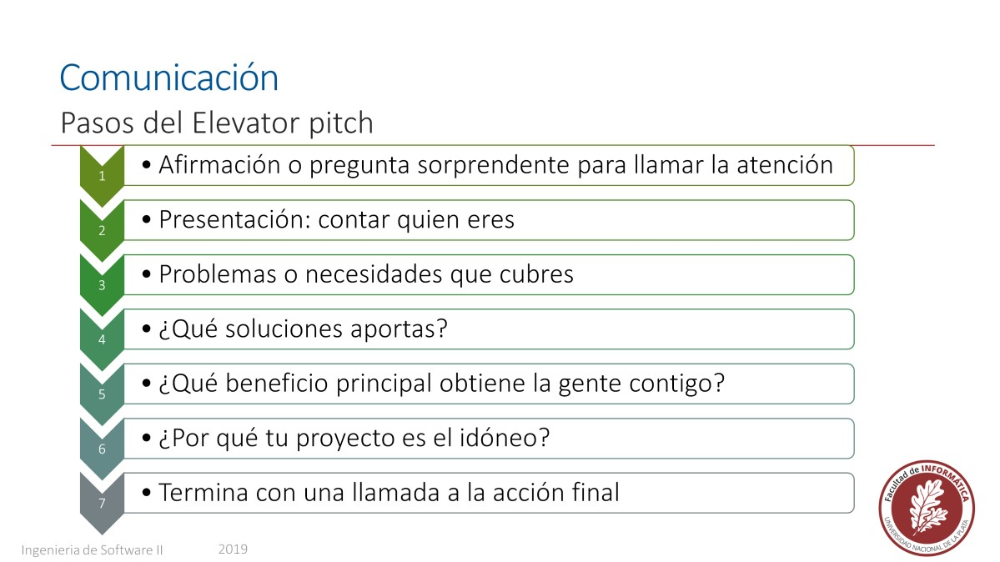 Comunicación
Pasos del Elevator pitch
1
• Afirmación o pregunta sorprendente para llamar la atención
2
• Presentación: contar quien eres
3
• Problemas o necesidades que cubres
4
• ¿Qué soluciones aportas?
5
• ¿Qué beneficio principal obtiene la gente contigo?
6
• ¿Por qué tu proyecto es el idóneo?
7
• Termina con una llamada a la acción final
Facultad de INFORMÁTICA
UNIVERSIDAD NACIONAL DE LA PLATA
Ingenieria de Software II
2019